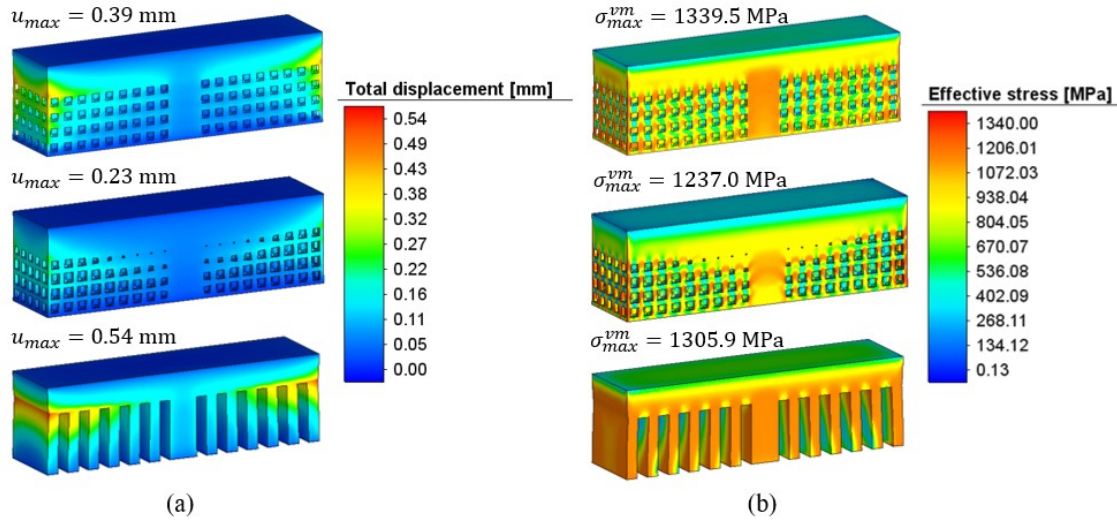 u_max = 0.39 mm
u_max = 0.23 mm
u_max = 0.54 mm
Total displacement [mm]
0.54
0.49
0.43
0.38
0.32
0.27
0.22
0.16
0.11
0.05
0.00
(a)
σ_max^vm = 1339.5 MPa
σ_max^vm = 1237.0 MPa
σ_max^vm = 1305.9 MPa
Effective stress [MPa]
1340.00
1206.01
1072.03
938.04
804.05
670.07
536.08
402.09
268.11
134.12
0.13
(b)